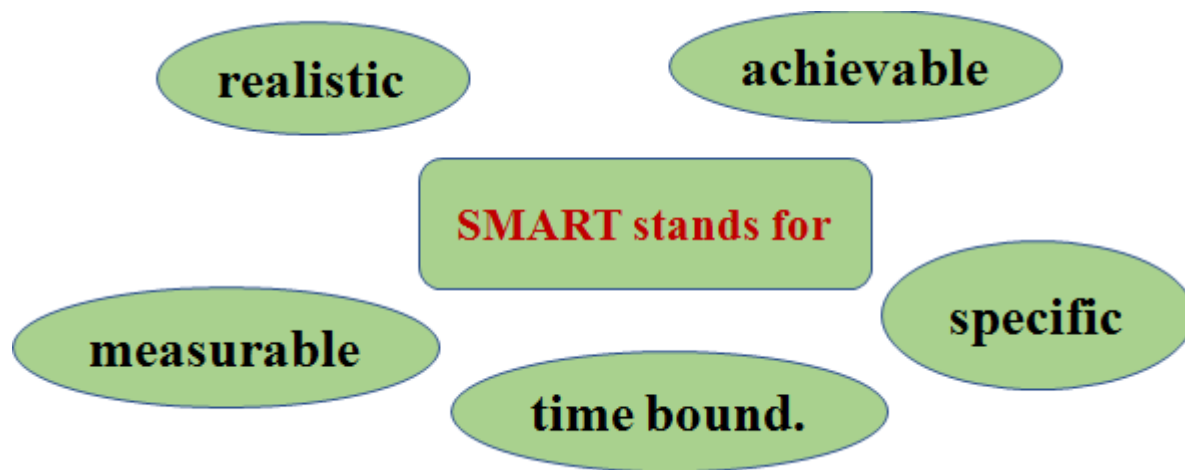 realistic
achievable
SMART stands for
measurable
specific
time bound.